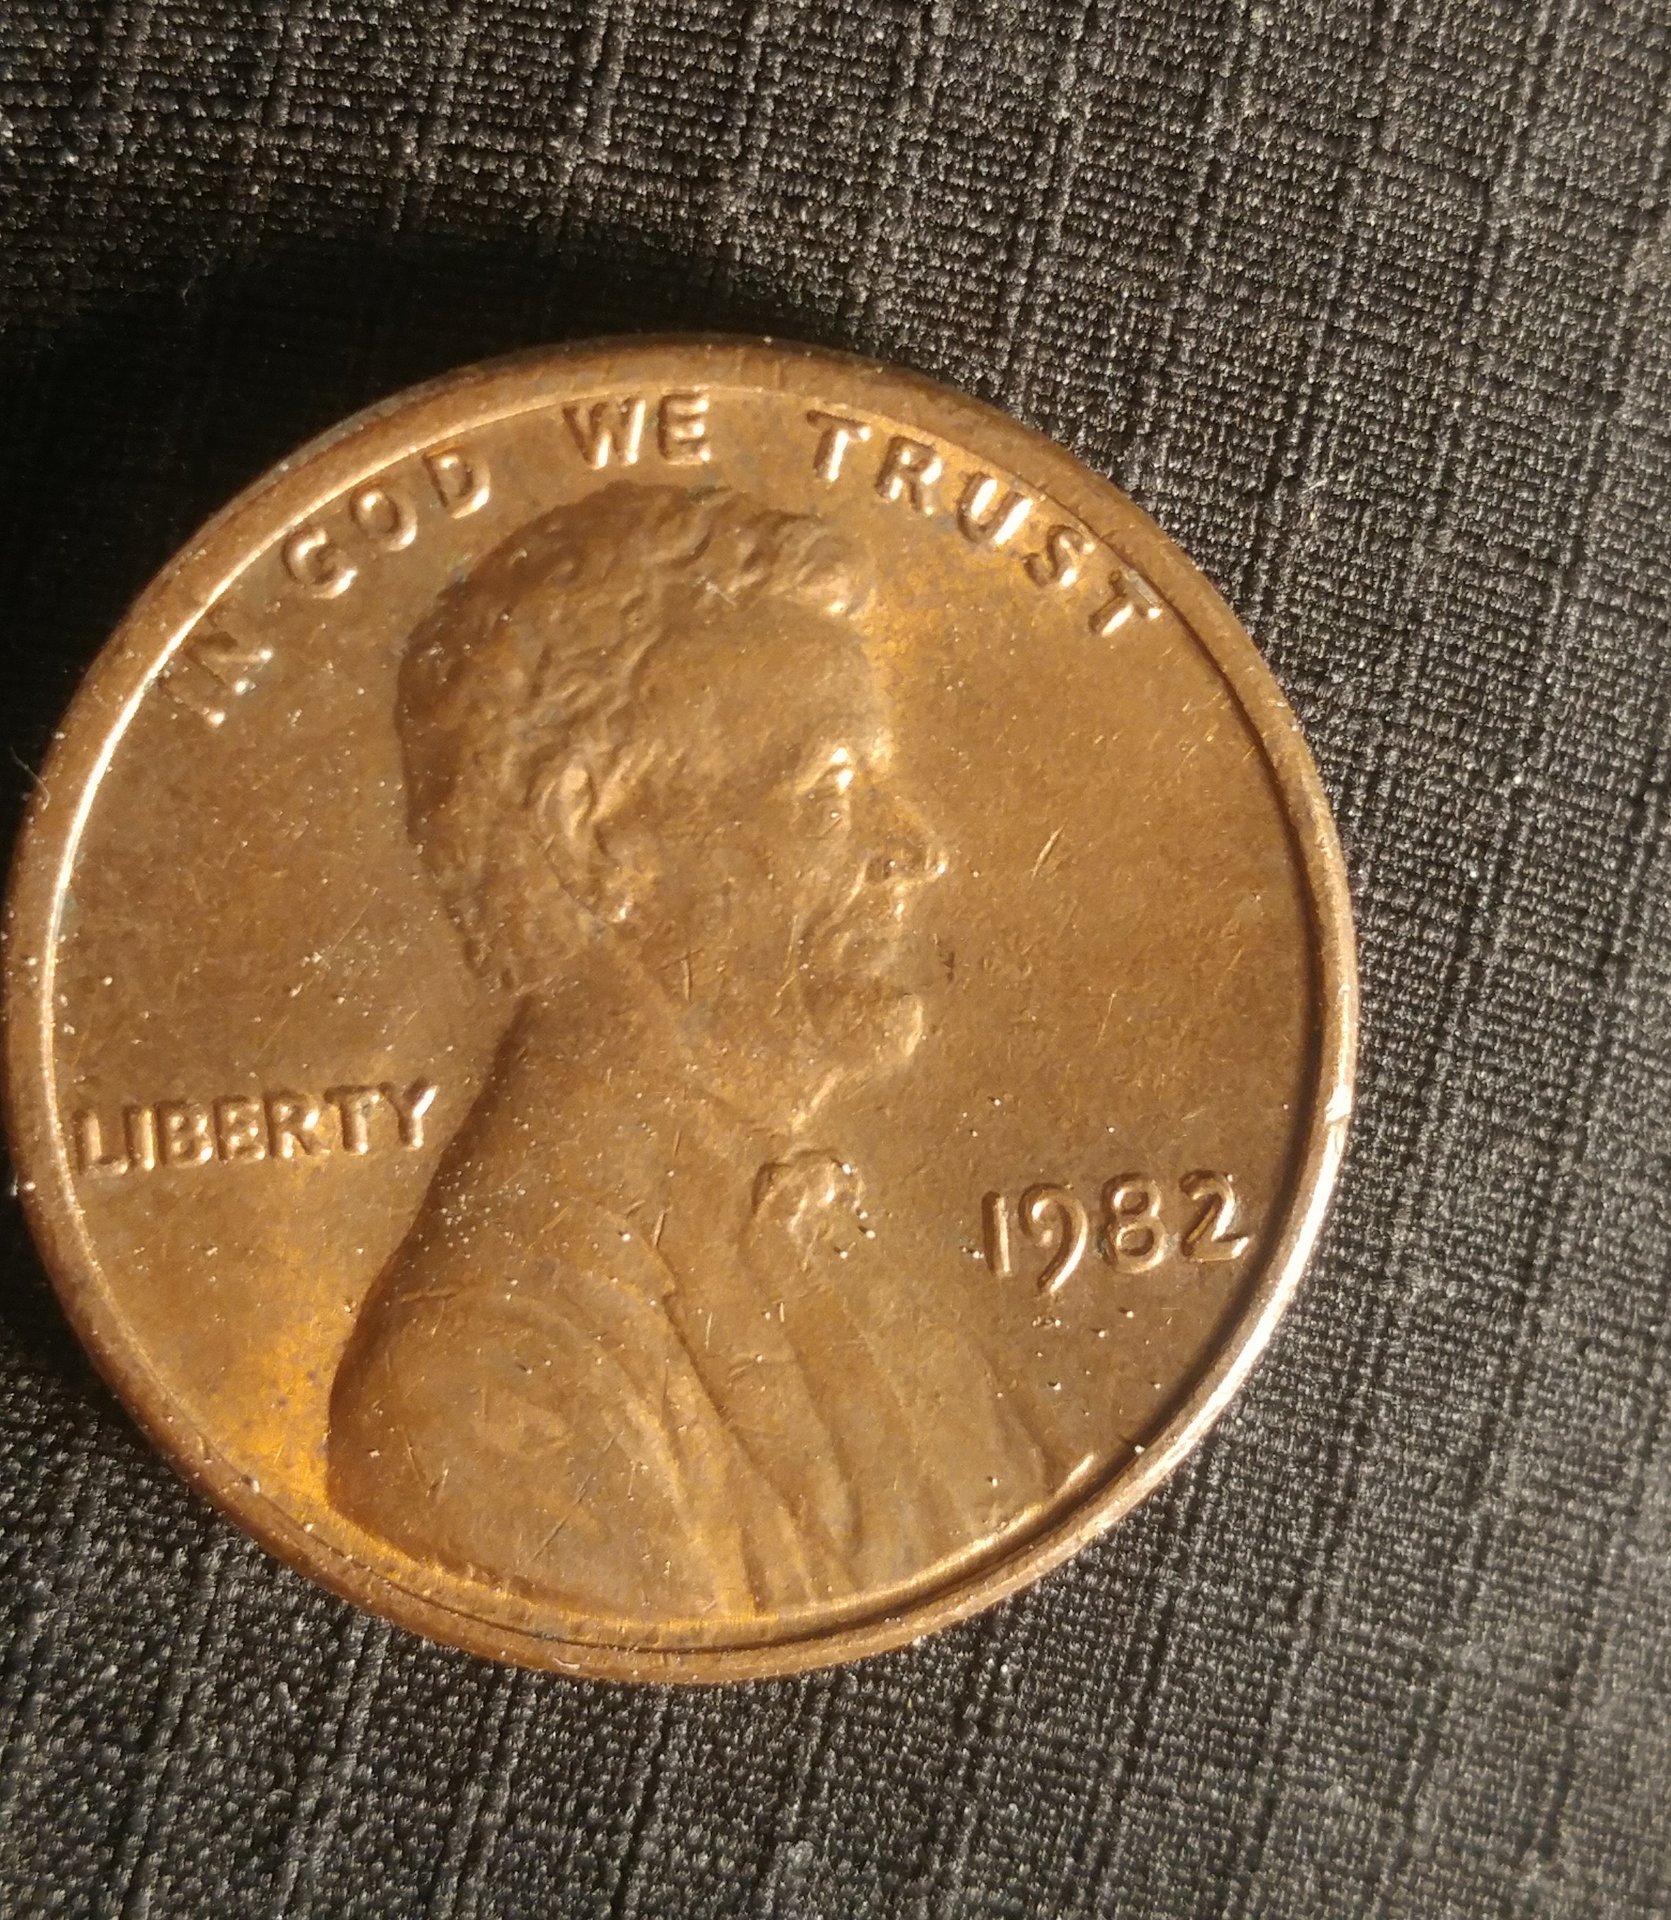 IN GOD WE TRUST
LIBERTY
1982